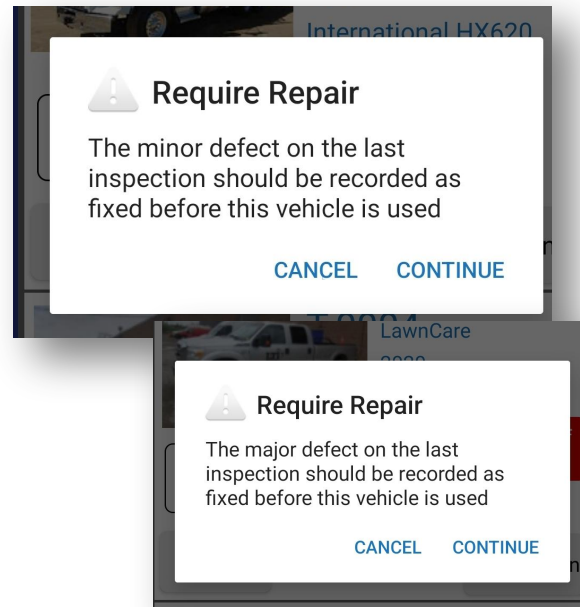 International HX620
Require Repair
The minor defect on the last
inspection should be recorded as
fixed before this vehicle is used
CANCEL CONTINUE
LawnCare
Require Repair
The major defect on the last
inspection should be recorded as
fixed before this vehicle is used
CANCEL CONTINUE